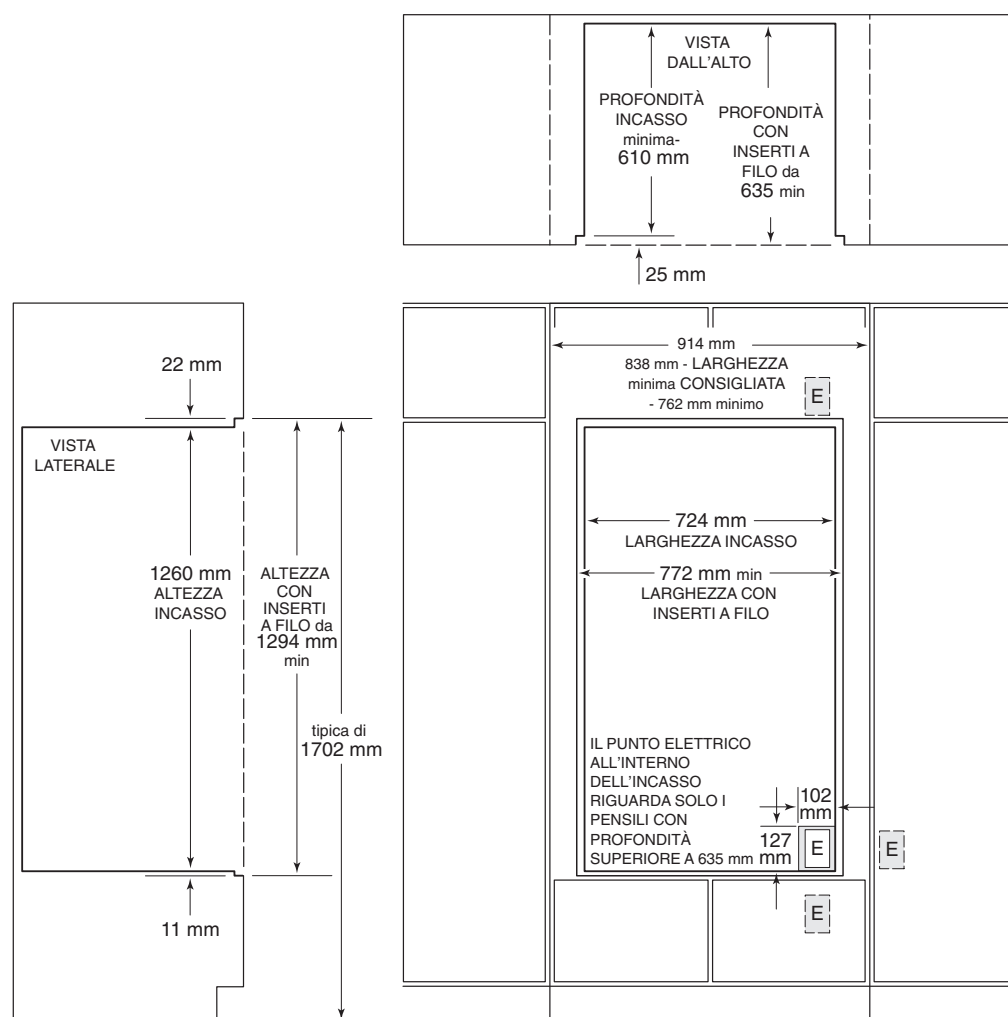 VISTA
DALL'ALTO
PROFONDITÀ
INCASSO
minima-
610 mm
PROFONDITÀ
CON
INSERTI A
FILO da
635 min
25 mm
22 mm
VISTA
LATERALE
1260 mm
ALTEZZA
INCASSO
ALTEZZA
CON
INSERTI
A FILO da
1294 mm
min
tipica di
1702 mm
11 mm
914 mm
838 mm - LARGHEZZA
minima CONSIGLIATA
- 762 mm minimo
E
724 mm
LARGHEZZA INCASSO
772 mm min
LARGHEZZA CON
INSERTI A FILO
IL PUNTO ELETTRICO
ALL'INTERNO
DELL'INCASSO
RIGUARDA SOLO I
PENSILI CON
PROFONDITÀ
SUPERIORE A 635 mm
102
mm
127
mm
E
E
E